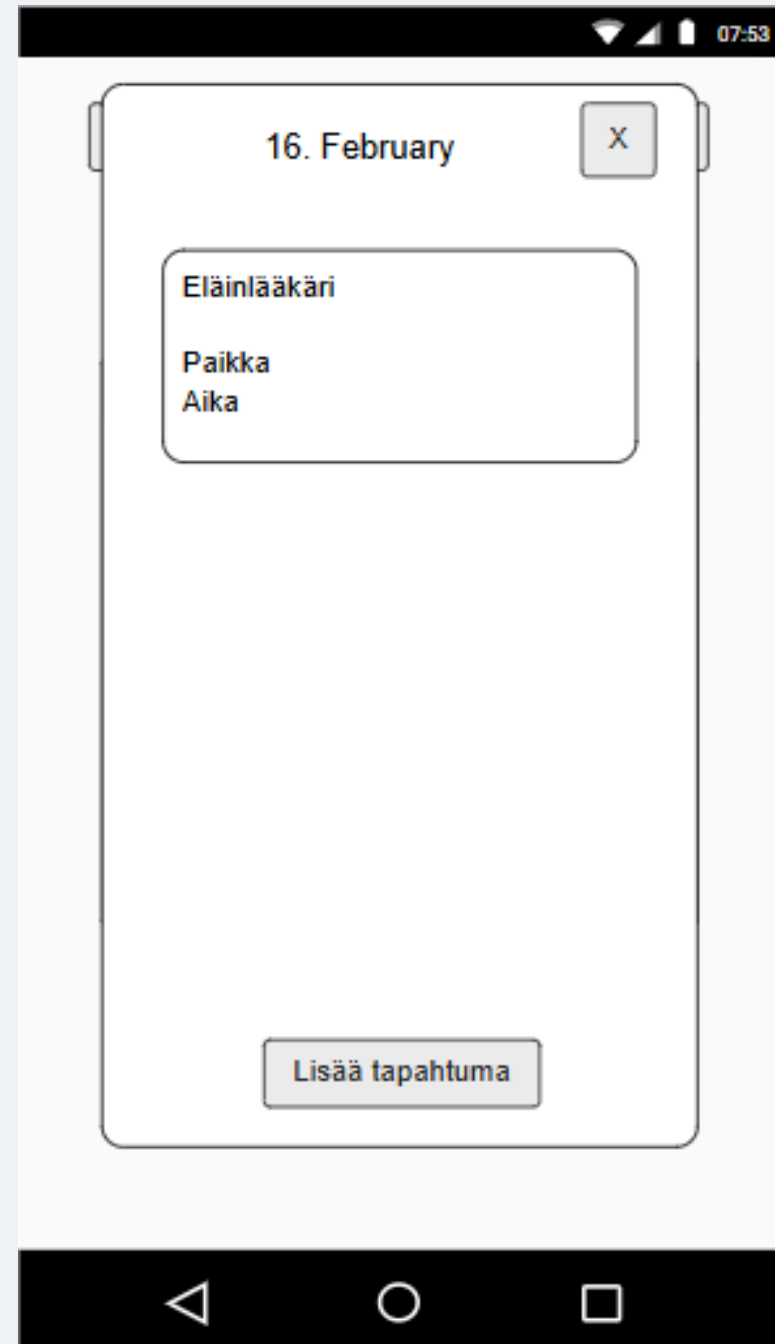 07:53
16. February
X
Eläinlääkäri
Paikka
Aika
Lisää tapahtuma